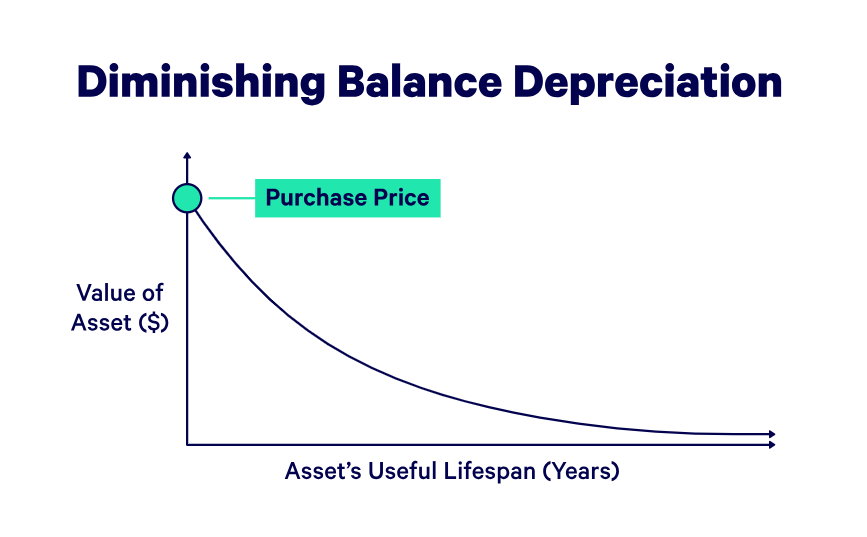 Diminishing Balance Depreciation
Purchase Price
Value of
Asset ($)
Asset’s Useful Lifespan (Years)